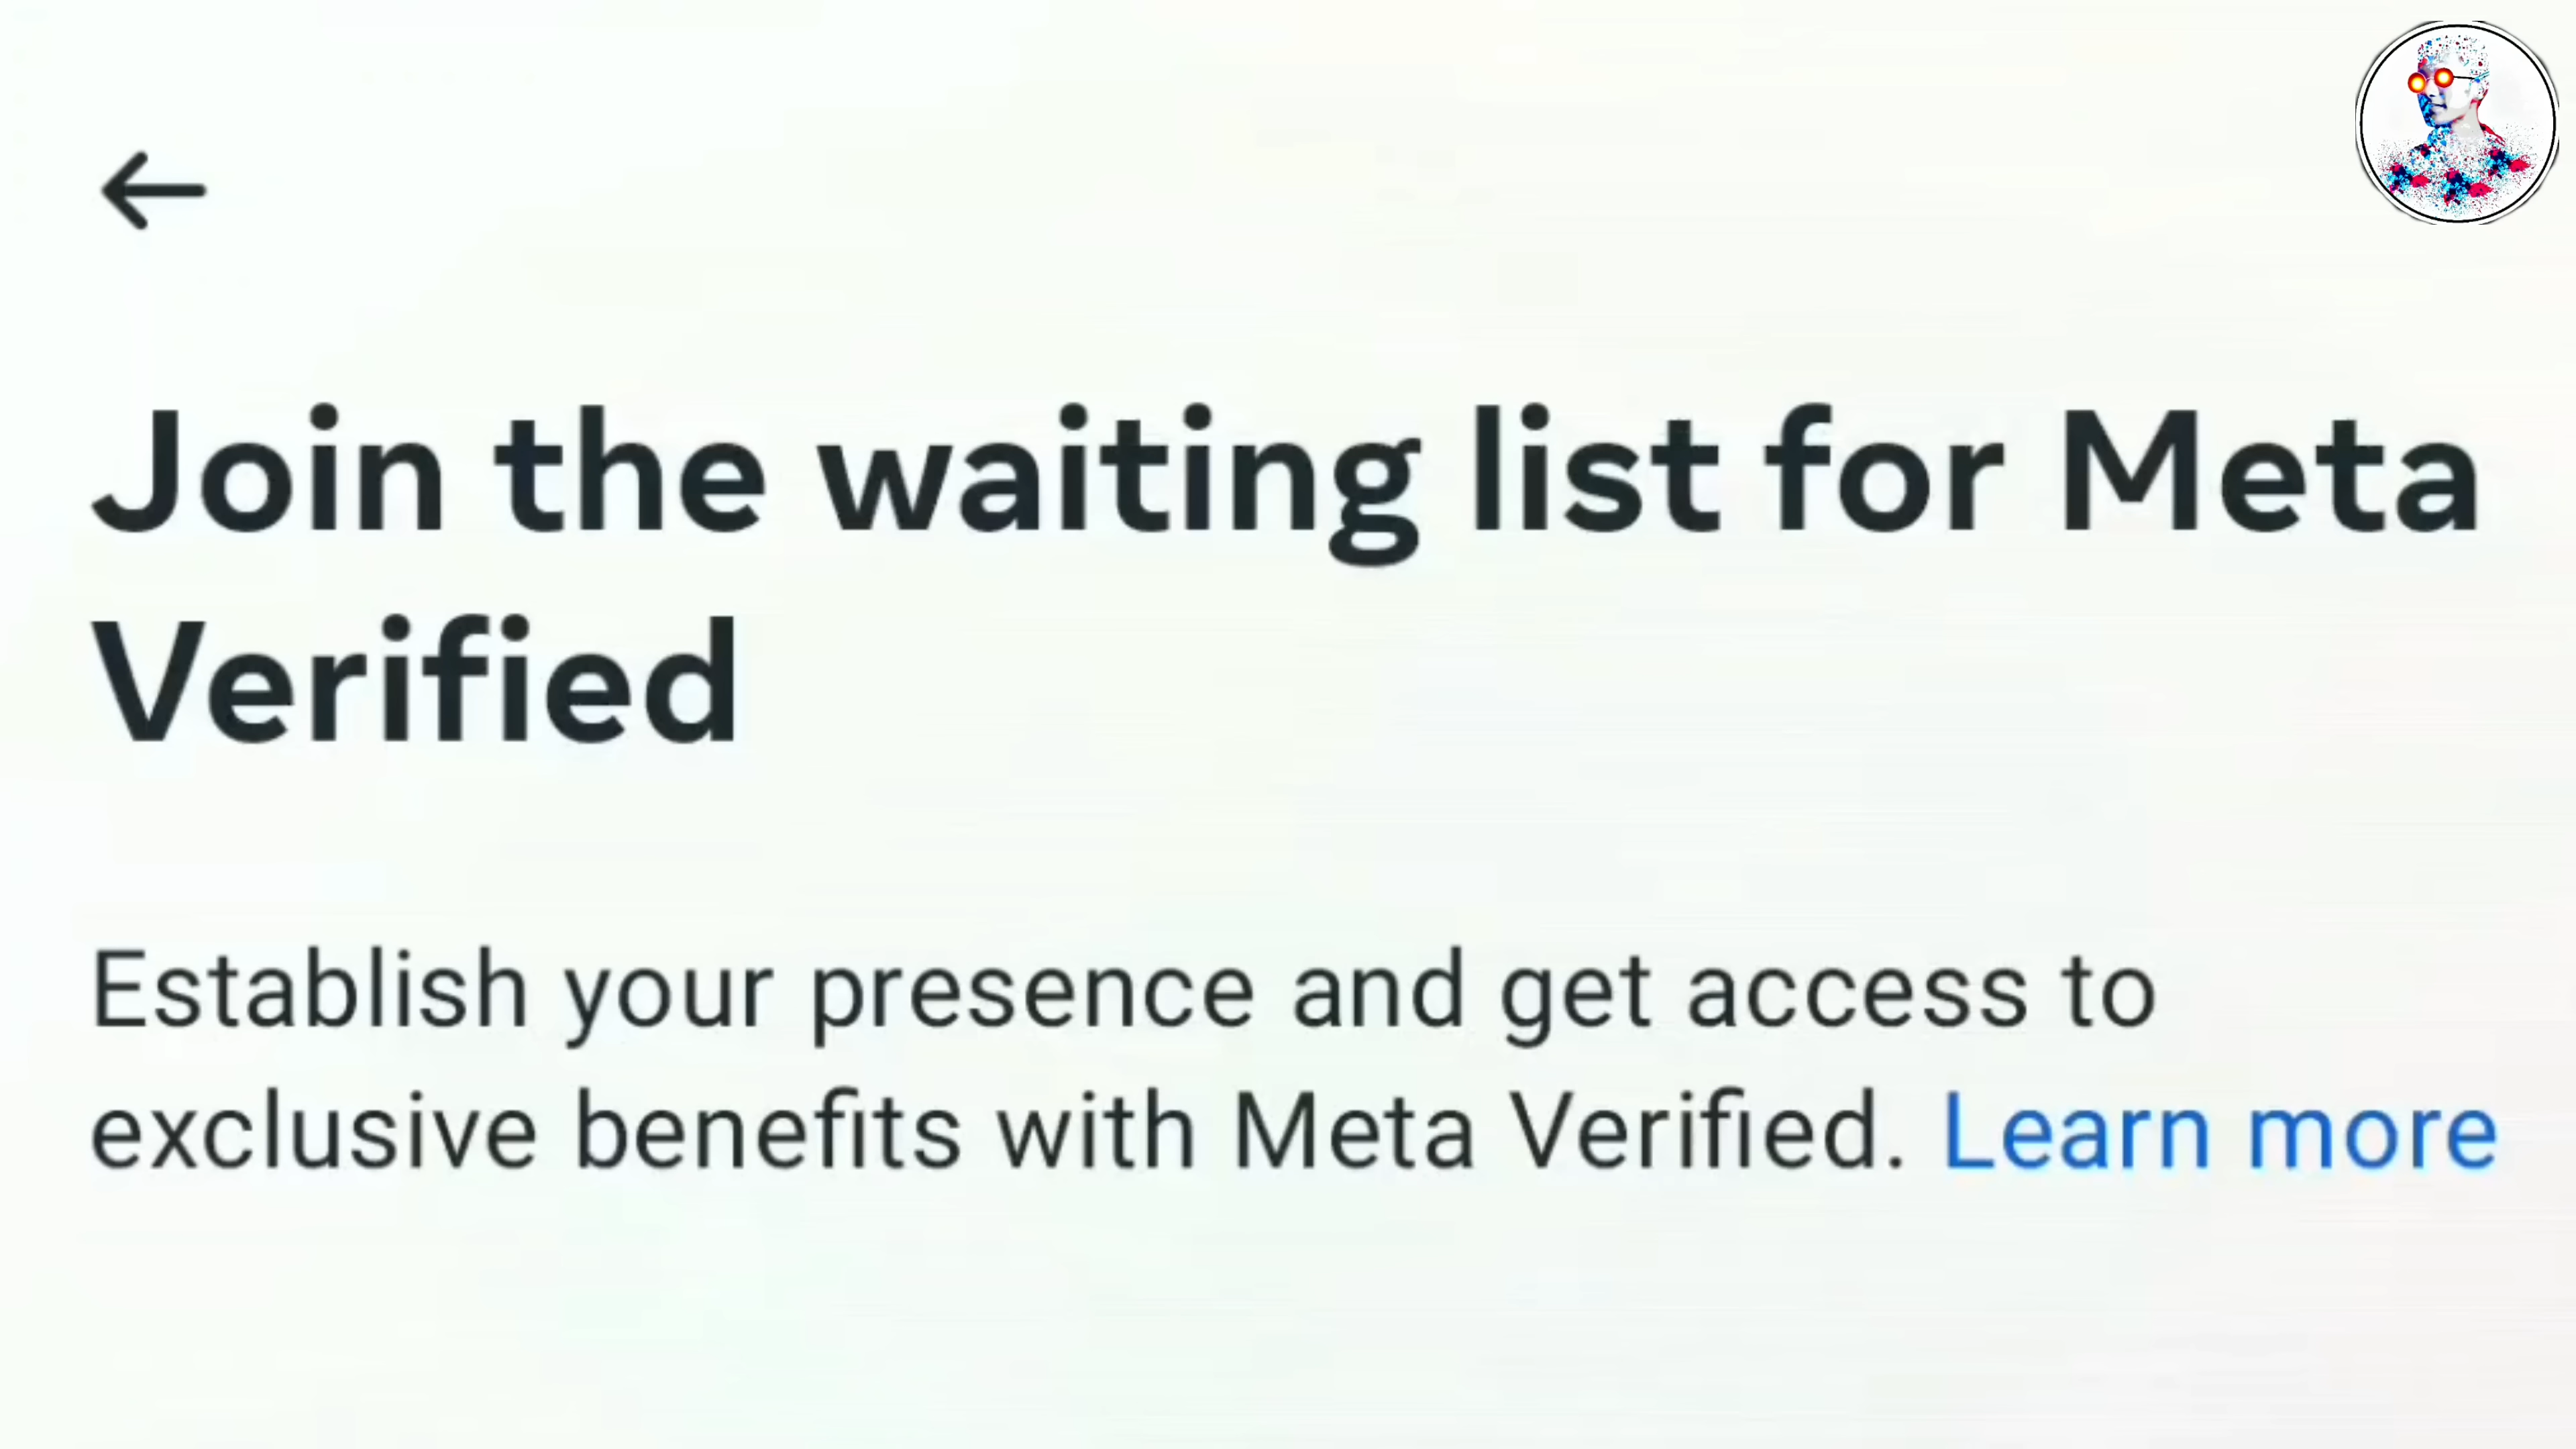 Join the waiting list for Meta
Verified
Establish your presence and get access to
exclusive benefits with Meta Verified. Learn more